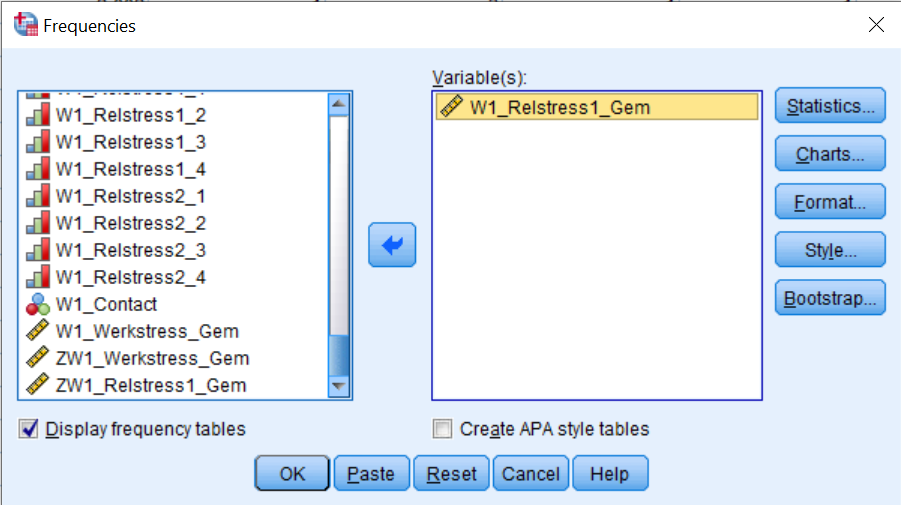 Frequencies
Variable(s):
W1_Relstress1_2
W1_Relstress1_3
W1_Relstress1_4
W1_Relstress2_1
W1_Relstress2_2
W1_Relstress2_3
W1_Relstress2_4
W1_Contact
W1_Werkstress_Gem
ZW1_Werkstress_Gem
ZW1_Relstress1_Gem
W1_Relstress1_Gem
Statistics...
Charts...
Format...
Style...
Bootstrap...
Display frequency tables
Create APA style tables
OK Paste Reset Cancel Help